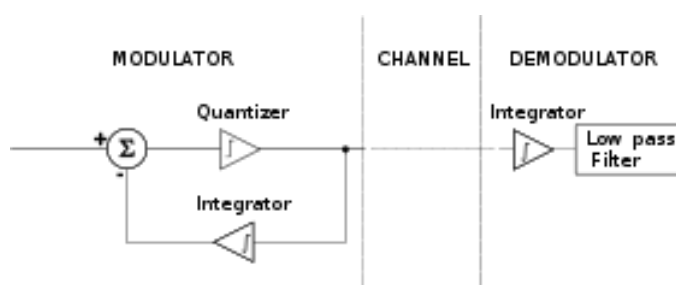 MODULATOR
CHANNEL
DEMODULATOR
Quantizer
Integrator
+
Σ
-
Low pass
Filter
Integrator